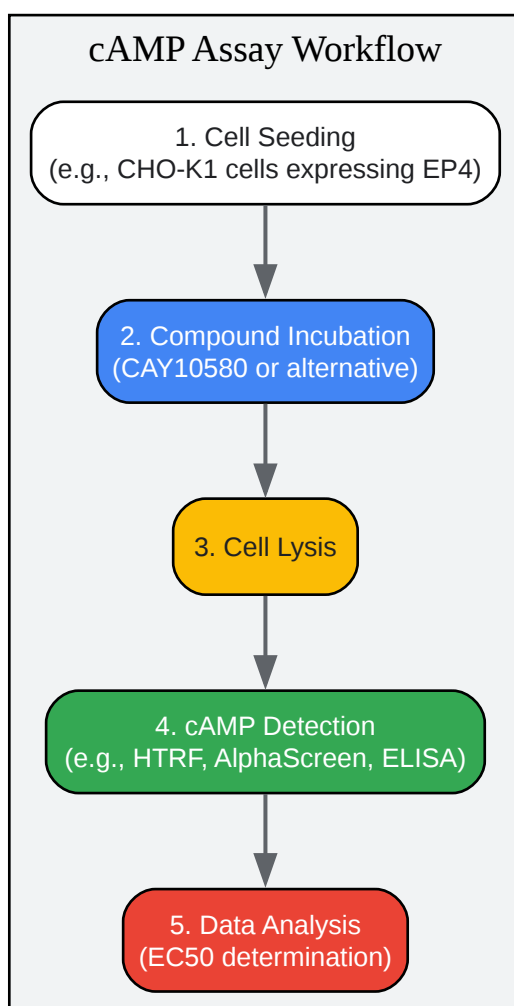 cAMP Assay Workflow
1. Cell Seeding
(e.g., CHO-K1 cells expressing EP4)
2. Compound Incubation
(CAY10580 or alternative)
3. Cell Lysis
4. cAMP Detection
(e.g., HTRF, AlphaScreen, ELISA)
5. Data Analysis
(EC50 determination)